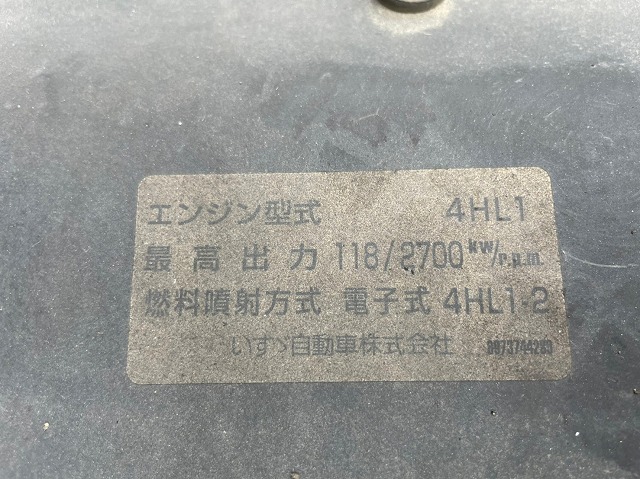 エンジン型式 4HL1
最高出力 118/2700 kW/r.p.m.
燃料噴射方式 電子式 4HL1-2
いすゞ自動車株式会社